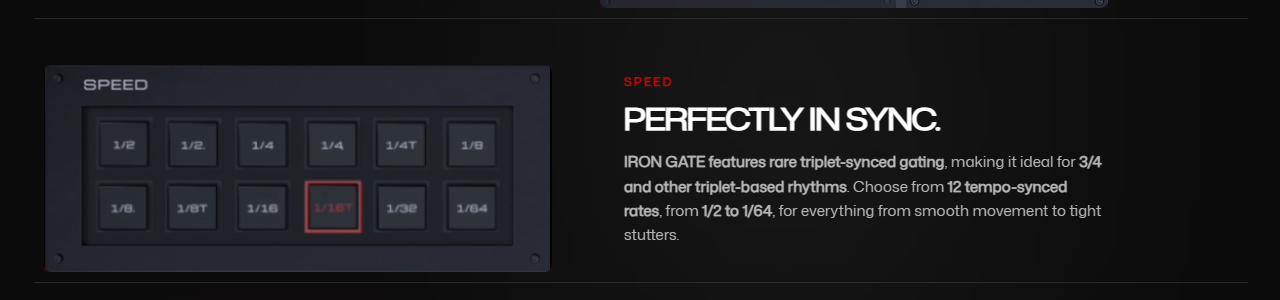 SPEED
1/2 1/2. 1/4 1/4. 1/4T 1/8
1/8. 1/8T 1/16 1/16T 1/32 1/64
SPEED
PERFECTLY IN SYNC.
IRON GATE features rare triplet-synced gating, making it ideal for 3/4
and other triplet-based rhythms. Choose from 12 tempo-synced
rates, from 1/2 to 1/64, for everything from smooth movement to tight
stutters.